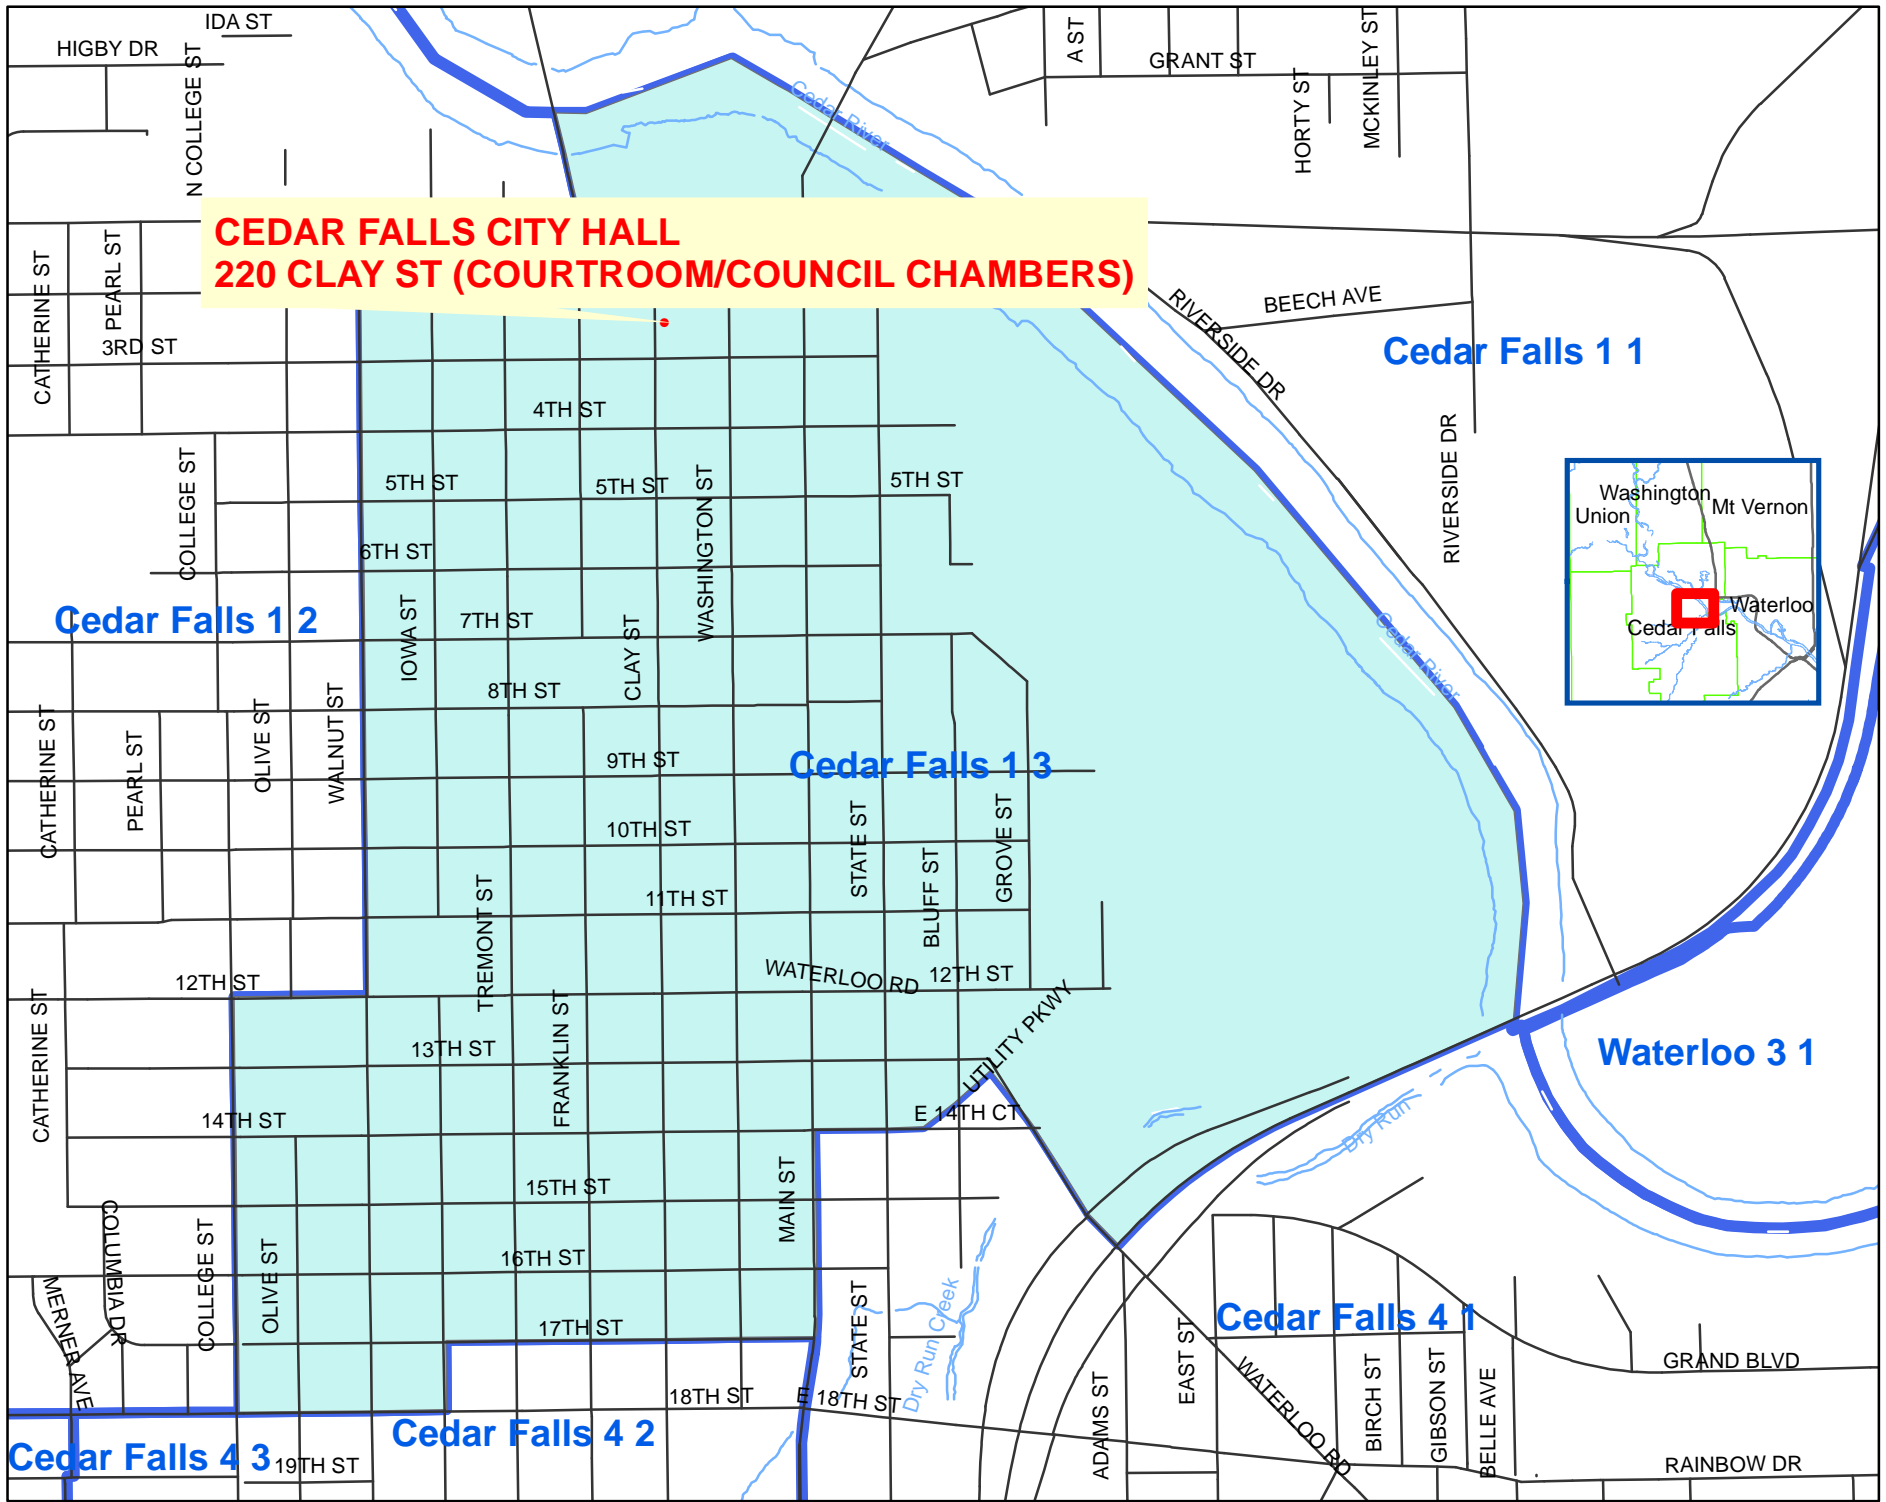 IDA ST
HIGBY DR
N COLLEGE ST
A ST
GRANT ST
HORTY ST
MCKINLEY ST
Cedar River
CEDAR FALLS CITY HALL
220 CLAY ST (COURTROOM/COUNCIL CHAMBERS)
CATHERINE ST
PEARL ST
3RD ST
RIVERSIDE DR
BEECH AVE
Cedar Falls 1 1
4TH ST
COLLEGE ST
5TH ST
5TH ST
5TH ST
WASHINGTON ST
RIVERSIDE DR
Washington
Union
Mt Vernon
Waterloo
Cedar Falls
6TH ST
Cedar Falls 1 2
IOWA ST
7TH ST
CLAY ST
Cedar River
8TH ST
CATHERINE ST
PEARL ST
OLIVE ST
WALNUT ST
9TH ST
Cedar Falls 1 3
10TH ST
STATE ST
GROVE ST
BLUFF ST
11TH ST
TREMONT ST
12TH ST
WATERLOO RD
12TH ST
CATHERINE ST
FRANKLIN ST
UTILITY PKWY
13TH ST
Waterloo 3 1
14TH ST
E 14TH CT
Dry Run
15TH ST
MAIN ST
COLUMBIA DR
COLLEGE ST
OLIVE ST
16TH ST
MERNER AVE
STATE ST
Dry Run Creek
17TH ST
Cedar Falls 4 1
EAST ST
WATERLOO RD
BIRCH ST
GIBSON ST
BELLE AVE
GRAND BLVD
18TH ST
E 18TH ST
ADAMS ST
Cedar Falls 4 2
Cedar Falls 4 3
19TH ST
RAINBOW DR